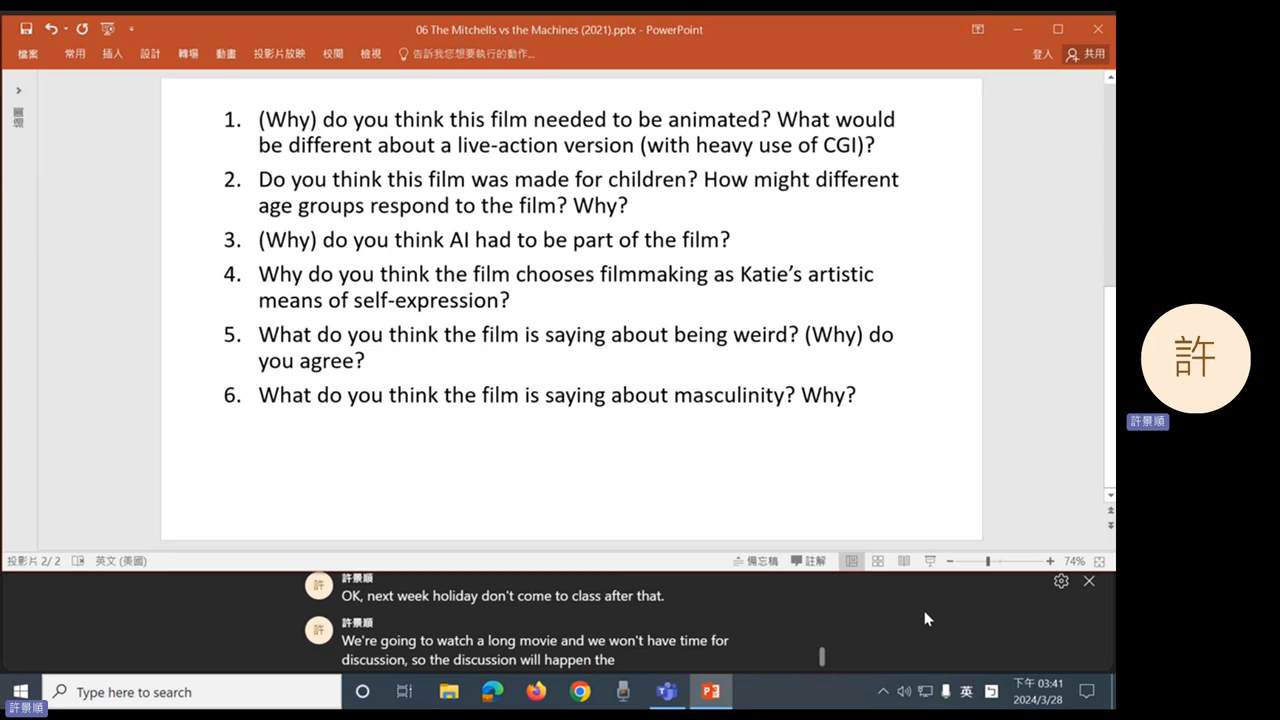 06 The Mitchells vs the Machines (2021).pptx - PowerPoint
檔案 常用 插入 設計 轉場 動畫 投影片放映 校閱 檢視 告訴我您想要執行的動作... 登入 共用
1. (Why) do you think this film needed to be animated? What would
be different about a live-action version (with heavy use of CGI)?
2. Do you think this film was made for children? How might different
age groups respond to the film? Why?
3. (Why) do you think AI had to be part of the film?
4. Why do you think the film chooses filmmaking as Katie's artistic
means of self-expression?
5. What do you think the film is saying about being weird? (Why) do
you agree?
6. What do you think the film is saying about masculinity? Why?
許
許景順
投影片 2/2 英文 (美國) 備忘稿 註解 74%
許 許景順
OK, next week holiday don't come to class after that.
許 許景順
We're going to watch a long movie and we won't have time for
discussion, so the discussion will happen the
Type here to search
英
下午 03:41
2024/3/28
許景順